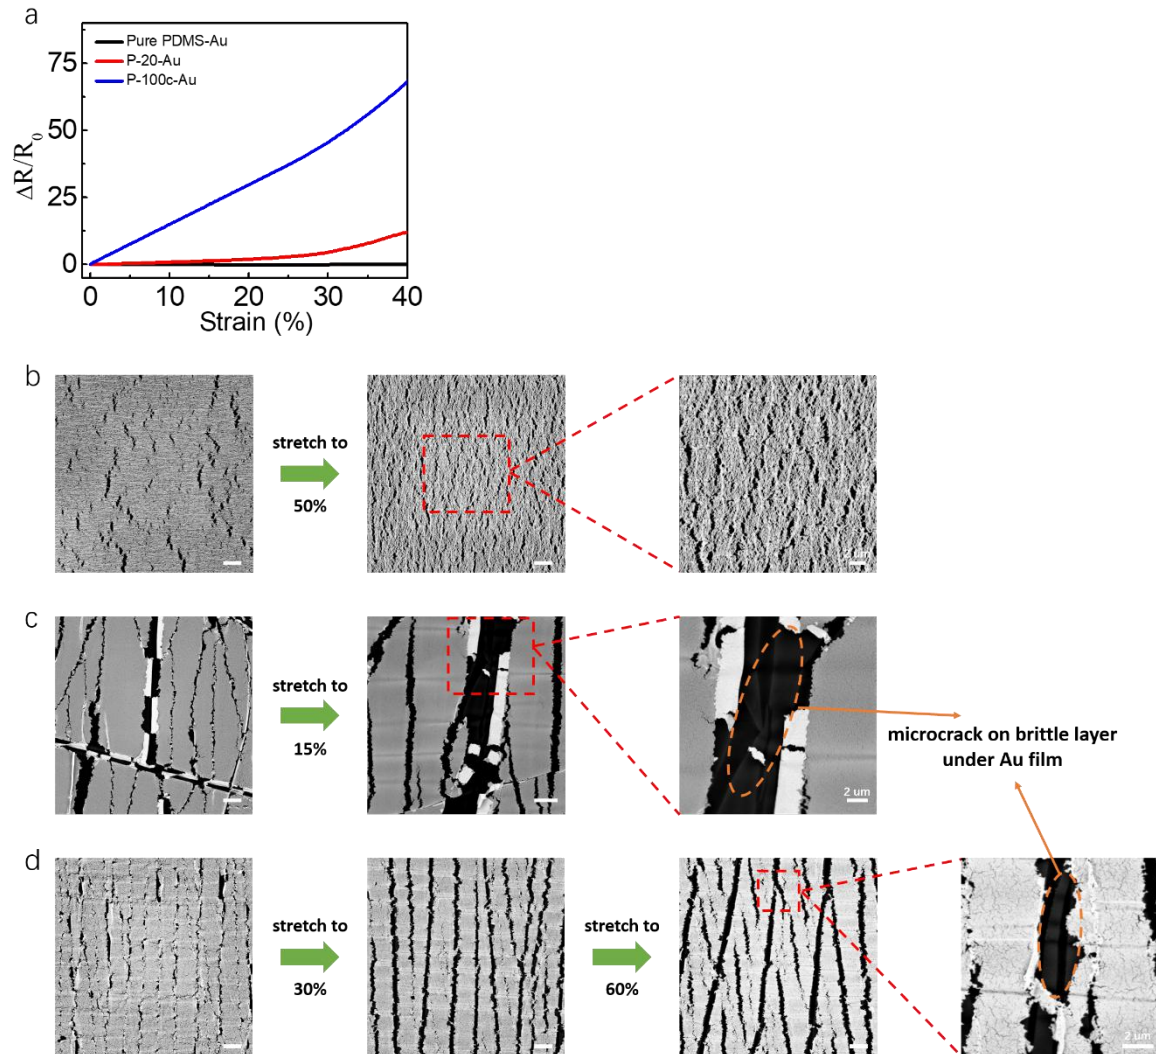 a
Pure PDMS-Au
P-20-Au
P-100c-Au
75
50
25
0
ΔR/R0
0 10 20 30 40
Strain (%)
b
stretch to
50%
c
stretch to
15%
2 um
microcrack on brittle layer
under Au film
d
stretch to
30%
stretch to
60%
2 um